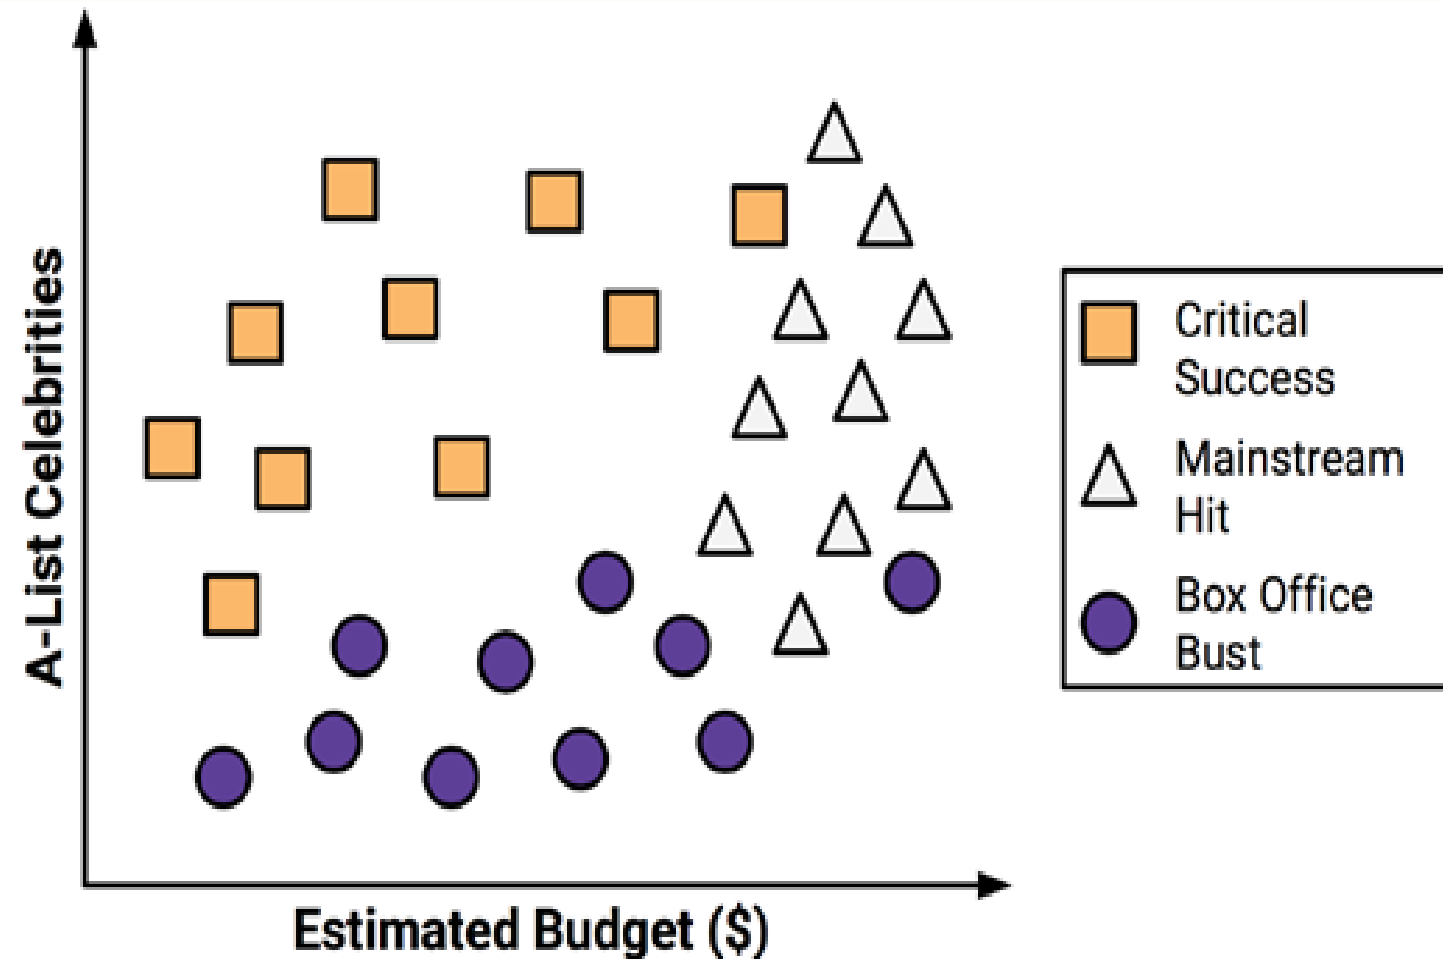 A-List Celebrities
Critical
Success
Mainstream
Hit
Box Office
Bust
Estimated Budget ($)